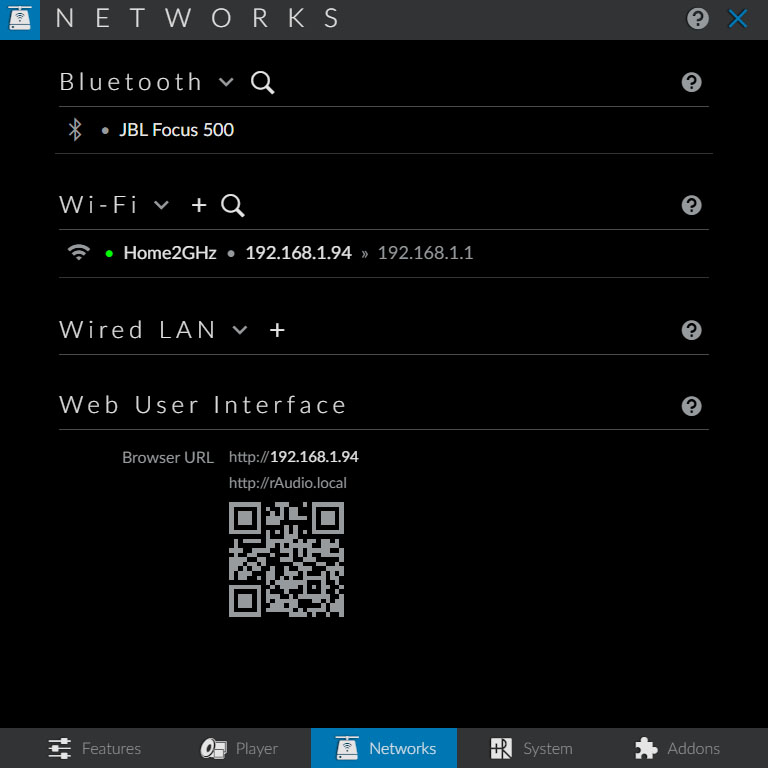 NETWORKS
Bluetooth
JBL Focus 500
Wi-Fi
Home2GHz • 192.168.1.94 » 192.168.1.1
Wired LAN
Web User Interface
Browser URL http://192.168.1.94
http://rAudio.local
Features Player Networks System Addons